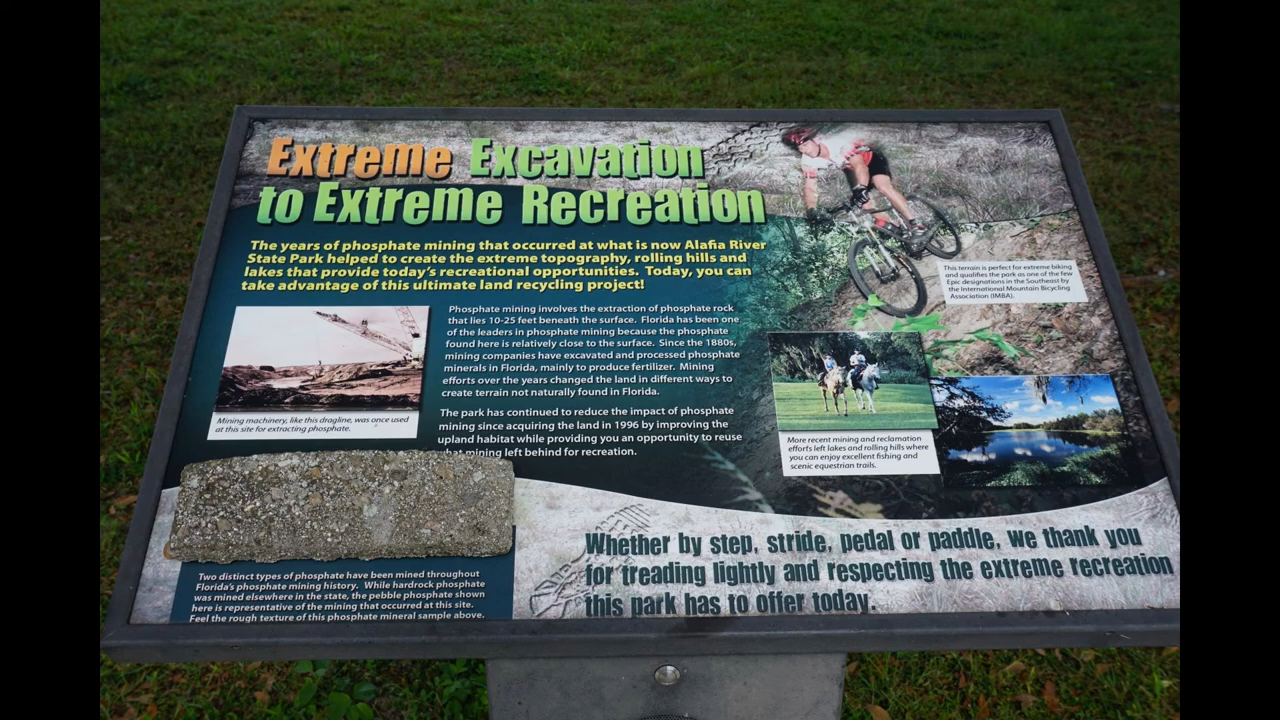 Extreme Excavation
to Extreme Recreation
The years of phosphate mining that occurred at what is now Alafia River
State Park helped to create the extreme topography, rolling hills and
lakes that provide today's recreational opportunities. Today, you can
take advantage of this ultimate land recycling project!
This terrain is perfect for extreme biking
and qualifies the park as one of the few
Epic designations in the Southeast by
the International Mountain Bicycling
Association (IMBA).
Phosphate mining involves the extraction of phosphate rock
that lies 10-25 feet beneath the surface. Florida has been one
of the leaders in phosphate mining because the phosphate
found here is relatively close to the surface. Since the 1880s,
mining companies have excavated and processed phosphate
minerals in Florida, mainly to produce fertilizer. Mining
efforts over the years changed the land in different ways to
create terrain not naturally found in Florida.
The park has continued to reduce the impact of phosphate
mining since acquiring the land in 1996 by improving the
upland habitat while providing you an opportunity to reuse
what mining left behind for recreation.
Mining machinery, like this dragline, was once used
at this site for extracting phosphate.
More recent mining and reclamation
efforts left lakes and rolling hills where
you can enjoy excellent fishing and
scenic equestrian trails.
Two distinct types of phosphate have been mined throughout
Florida's phosphate mining history. While hardrock phosphate
was mined elsewhere in the state, the pebble phosphate shown
here is representative of the mining that occurred at this site.
Feel the rough texture of this phosphate mineral sample above.
Whether by step, stride, pedal or paddle, we thank you
for treading lightly and respecting the extreme recreation
this park has to offer today.